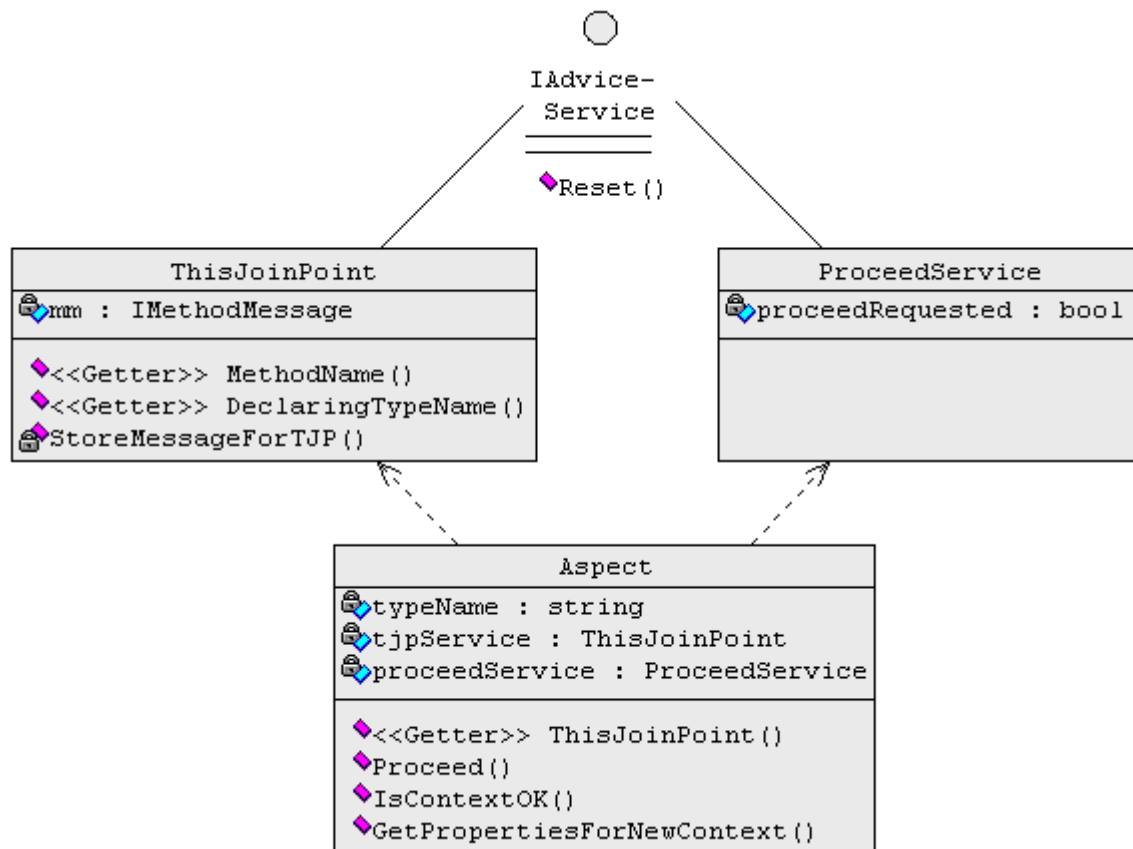 IAdvice-
Service
Reset()
ThisJoinPoint
mm : IMethodMessage
<<Getter>> MethodName()
<<Getter>> DeclaringTypeName()
StoreMessageForTJP()
ProceedService
proceedRequested : bool
Aspect
typeName : string
tjpService : ThisJoinPoint
proceedService : ProceedService
<<Getter>> ThisJoinPoint()
Proceed()
IsContextOK()
GetPropertiesForNewContext()